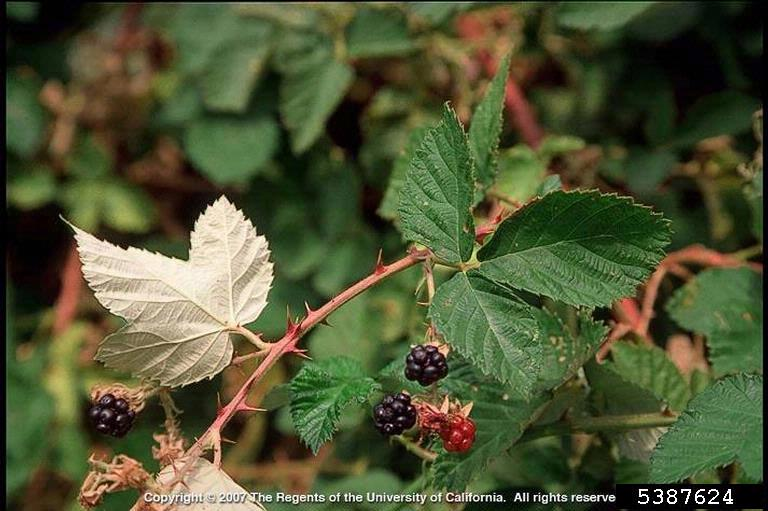 Copyright © 2007 The Regents of the University of California. All rights reserve
5387624